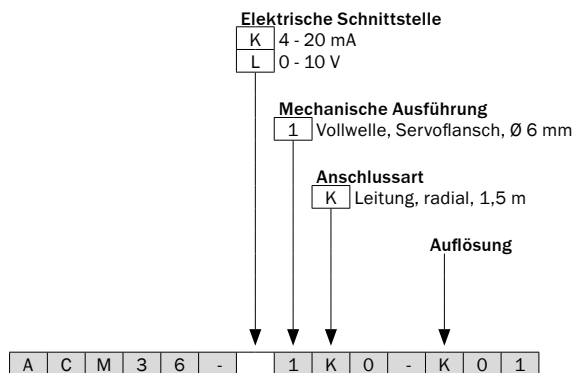 Elektrische Schnittstelle
K 4 - 20 mA
L 0 - 10 V
Mechanische Ausführung
1 Vollwelle, Servoflansch, Ø 6 mm
Anschlussart
K Leitung, radial, 1,5 m
Auflösung
A C M 3 6 - 1 K 0 - K 0 1